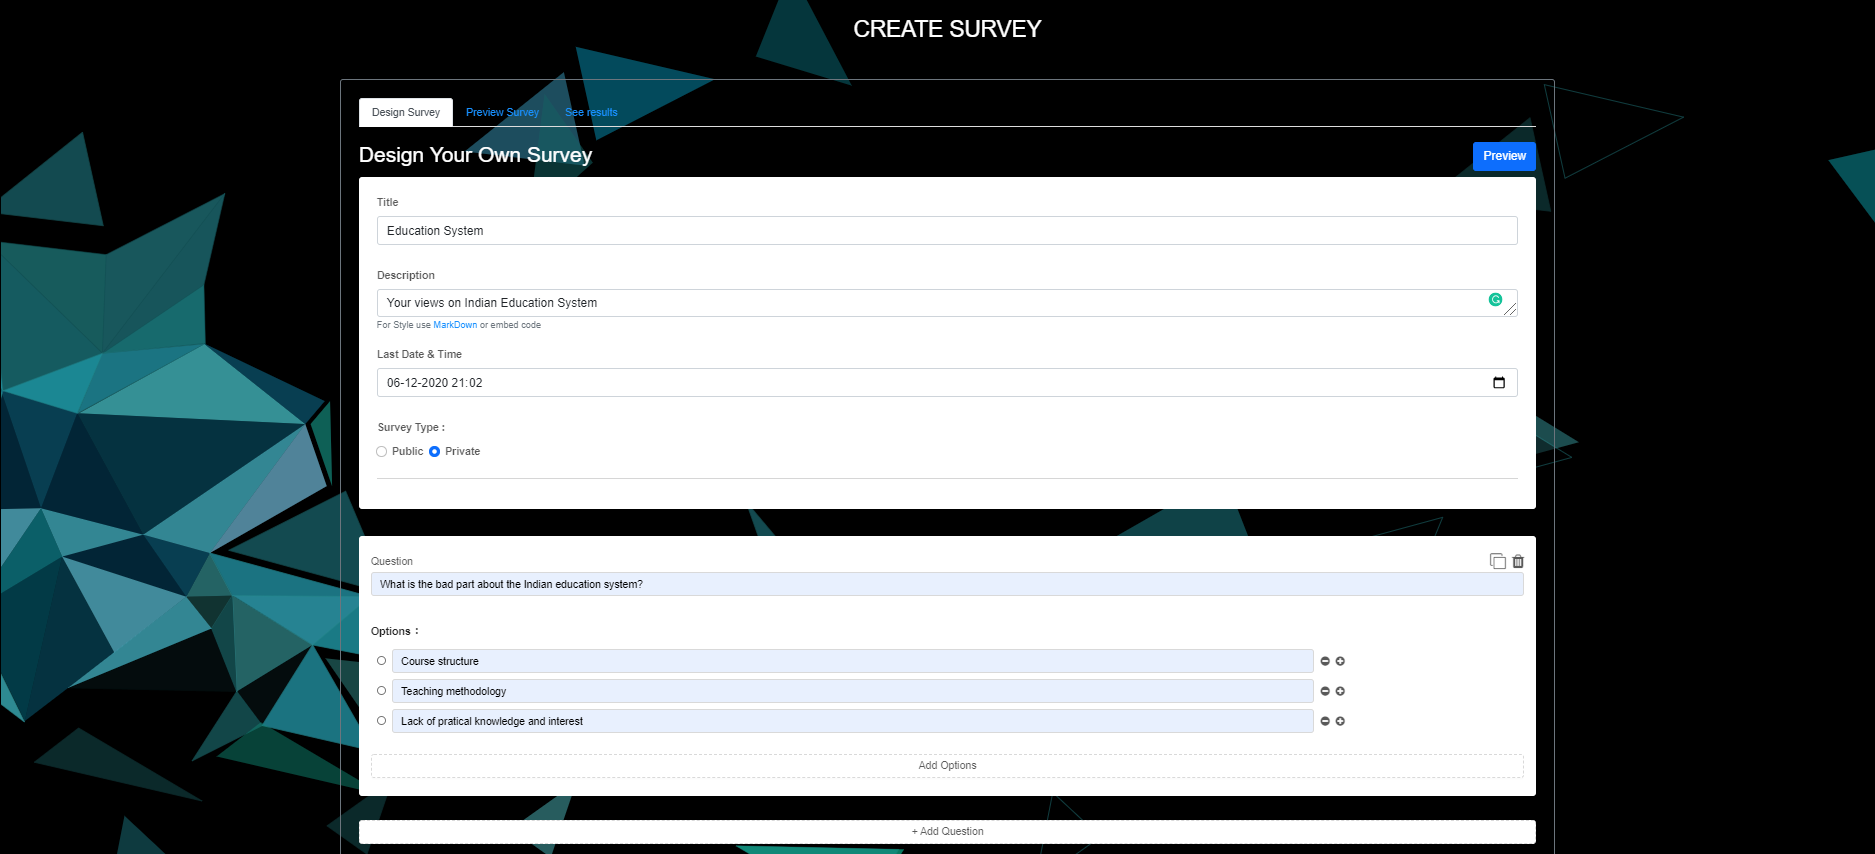 CREATE SURVEY
Design Survey Preview Survey See results
Design Your Own Survey
Preview
Title
Education System
Description
Your views on Indian Education System
For Style use MarkDown or embed code
Last Date & Time
06-12-2020 21:02
Survey Type :
Public Private
Question
What is the bad part about the Indian education system?
Options :
Course structure
Teaching methodology
Lack of pratical knowledge and interest
Add Options
+ Add Question